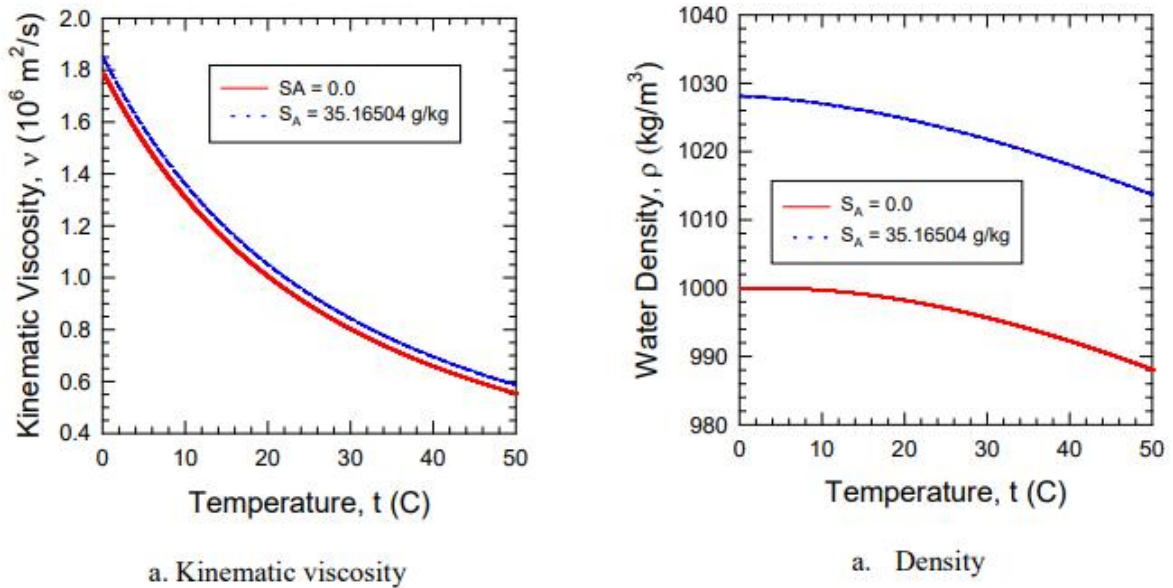 Kinematic Viscosity, ν (10⁶ m²/s)
2.0
1.8
1.6
1.4
1.2
1.0
0.8
0.6
0.4
SA = 0.0
S_A = 35.16504 g/kg
0 10 20 30 40 50
Temperature, t (C)
a. Kinematic viscosity
Water Density, ρ (kg/m³)
1040
1030
1020
1010
1000
990
980
S_A = 0.0
S_A = 35.16504 g/kg
0 10 20 30 40 50
Temperature, t (C)
a. Density